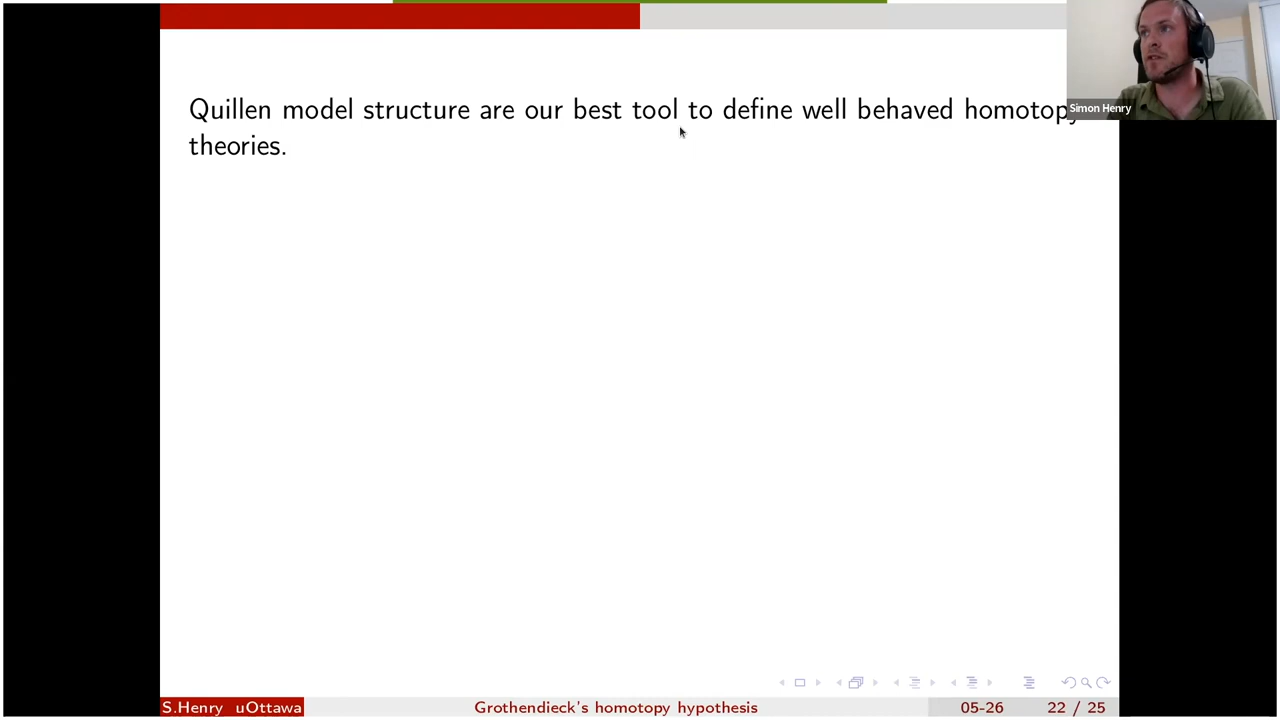 Quillen model structure are our best tool to define well behaved homotopy
theories.
Simon Henry
S.Henry uOttawa
Grothendieck's homotopy hypothesis
05-26
22 / 25